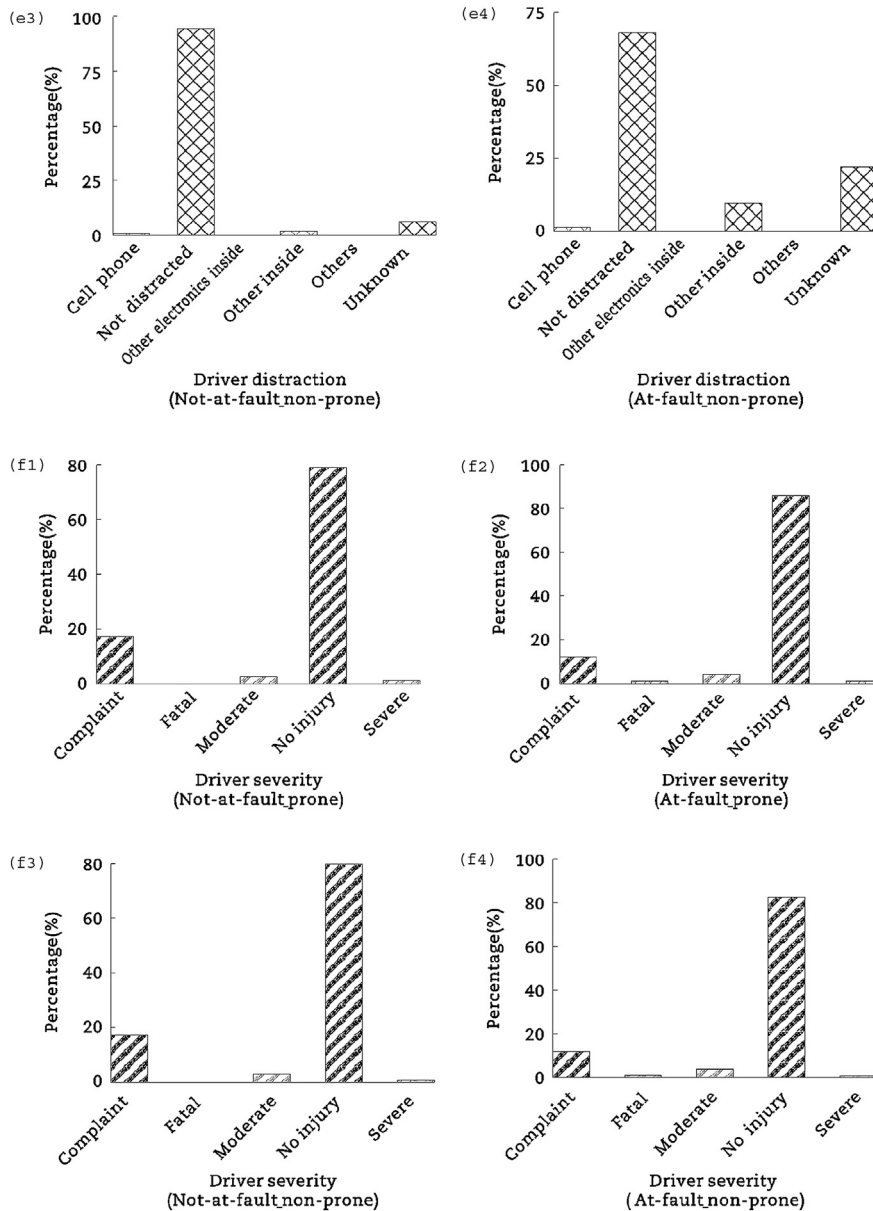 (e3)
100
75
50
25
0
Percentage(%)
Cell phone
Not distracted
Other electronics inside
Other inside
Others
Unknown
Driver distraction
(Not-at-fault_non-prone)
(e4)
75
50
25
0
Percentage(%)
Cell phone
Not distracted
Other electronics inside
Other inside
Others
Unknown
Driver distraction
(At-fault_non-prone)
(f1)
80
60
40
20
0
Percentage(%)
Complaint
Fatal
Moderate
No injury
Severe
Driver severity
(Not-at-fault_prone)
(f2)
100
80
60
40
20
0
Percentage(%)
Complaint
Fatal
Moderate
No injury
Severe
Driver severity
(At-fault_prone)
(f3)
80
60
40
20
0
Percentage(%)
Complaint
Fatal
Moderate
No injury
Severe
Driver severity
(Not-at-fault_non-prone)
(f4)
100
80
60
40
20
0
Percentage(%)
Complaint
Fatal
Moderate
No injury
Severe
Driver severity
(At-fault_non-prone)